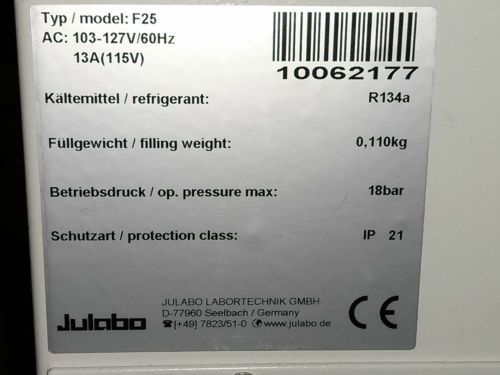 Typ / model: F25
AC: 103-127V/60Hz
13A(115V)
10062177
Kältemittel / refrigerant: R134a
Füllgewicht / filling weight: 0,110kg
Betriebsdruck / op. pressure max: 18bar
Schutzart / protection class: IP 21
JULABO LABORTECHNIK GMBH
D-77960 Seelbach / Germany
☎[+49] 7823/51-0 www.julabo.de
Julabo
CE